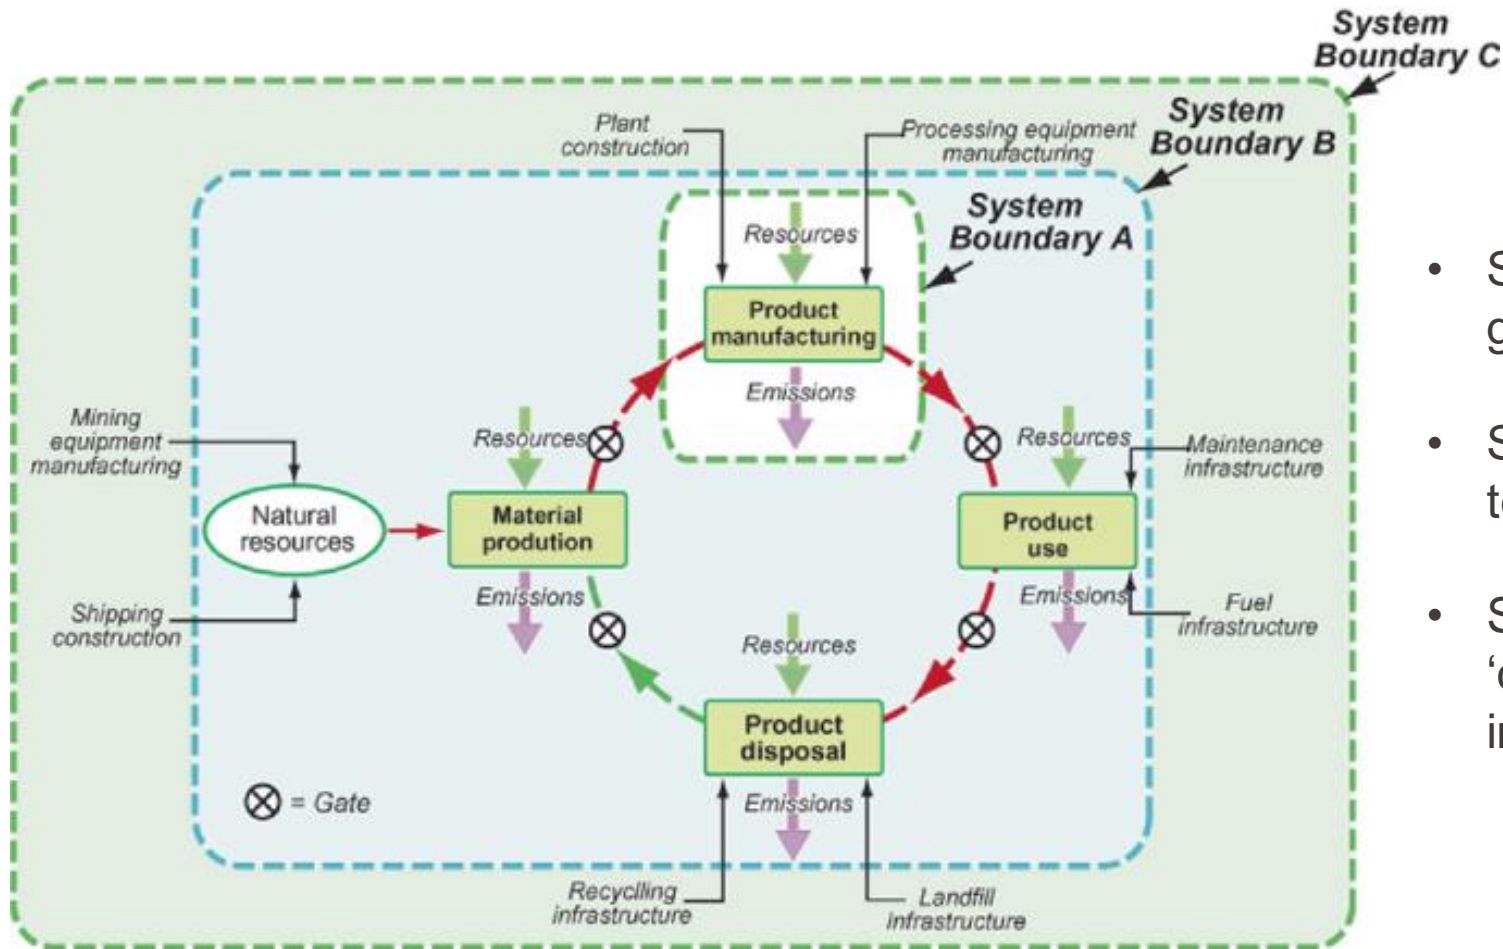 System
Boundary C
System
Boundary B
Plant
construction
Processing equipment
manufacturing
System
Boundary A
Resources
Product
manufacturing
Emissions
Mining
equipment
manufacturing
Resources
Resources
Maintenance
infrastructure
Natural
resources
Material
prodution
Product
use
Shipping
construction
Emissions
Emissions
Fuel
infrastructure
Resources
Product
disposal
Emissions
= Gate
Recyclling
infrastructure
Landfill
infrastructure
• S
g
• S
t
• S
‘
i